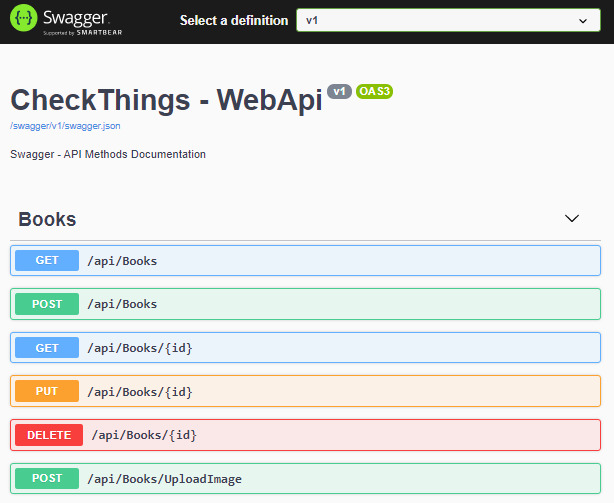 Swagger.
Supported by SMARTBEAR
Select a definition
v1
CheckThings - WebApi v1 OAS3
/swagger/v1/swagger.json
Swagger - API Methods Documentation
Books
GET /api/Books
POST /api/Books
GET /api/Books/{id}
PUT /api/Books/{id}
DELETE /api/Books/{id}
POST /api/Books/UploadImage